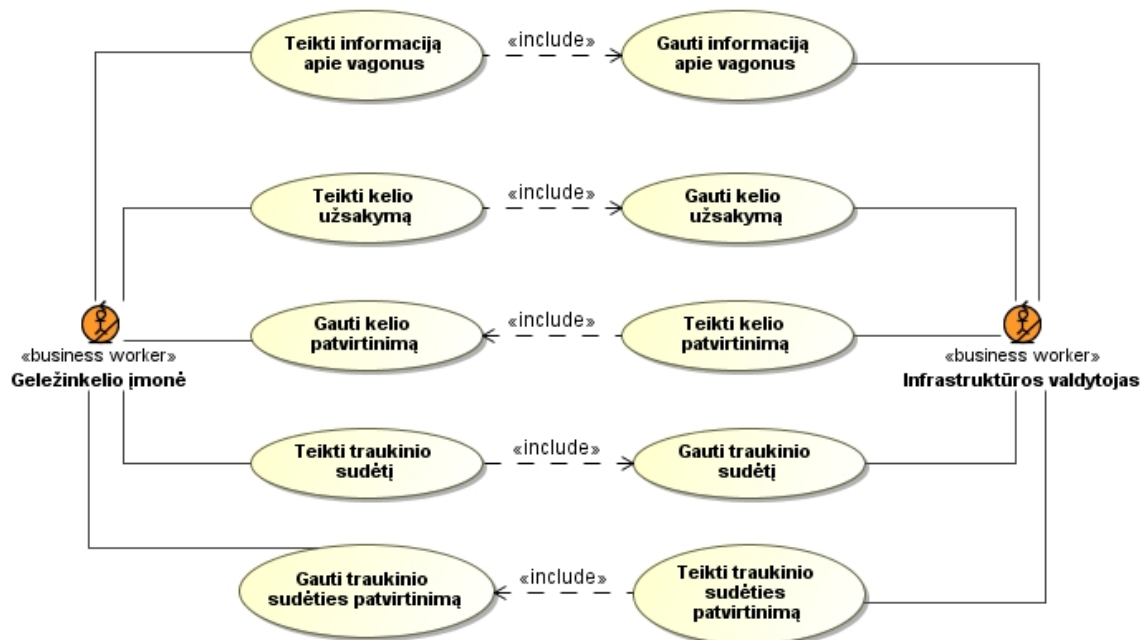 Teikti informaciją
apie vagonus
«include»
Gauti informaciją
apie vagonus
Teikti kelio
užsakymą
«include»
Gauti kelio
užsakymą
Gauti kelio
patvirtinimą
«include»
Teikti kelio
patvirtinimą
«business worker»
Geležinkelio įmonė
«business worker»
Infrastruktūros valdytojas
Teikti traukinio
sudėtį
«include»
Gauti traukinio
sudėtį
Gauti traukinio
sudėties patvirtinimą
«include»
Teikti traukinio
sudėties
patvirtinimą